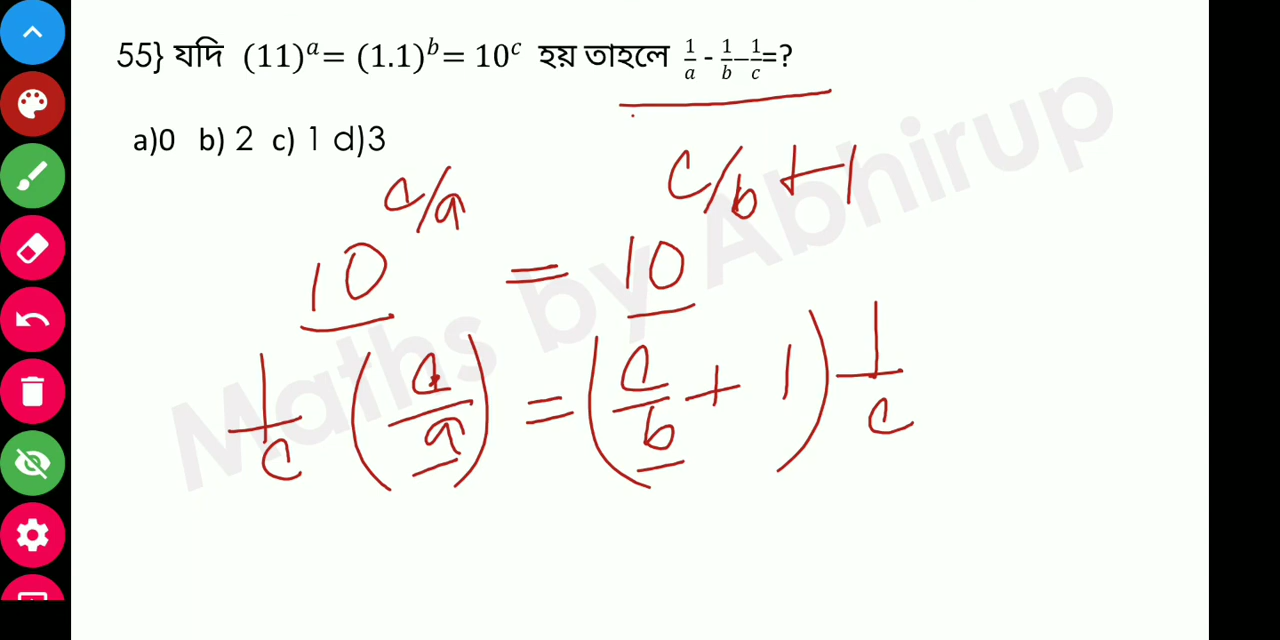 55} যদি (11)ᵃ= (1.1)ᵇ= 10ᶜ হয় তাহলে 1/a - 1/b–1/c=?
a)0 b) 2 c) 1 d)3
c/a c/b + 1
10 = 10
1/c (c/a) = (c/b + 1) 1/c
Maths by Abhirup